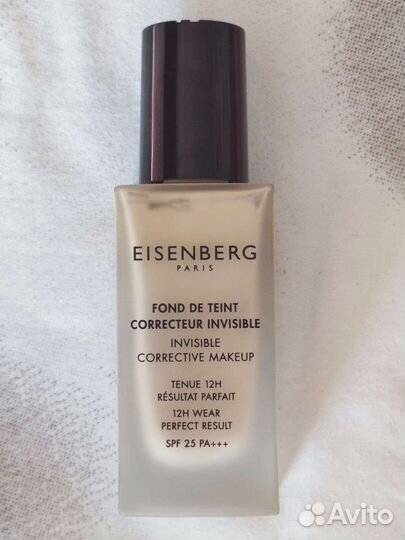 EISENBERG
PARIS
FOND DE TEINT
CORRECTEUR INVISIBLE
INVISIBLE
CORRECTIVE MAKEUP
TENUE 12H
RÉSULTAT PARFAIT
12H WEAR
PERFECT RESULT
SPF 25 PA+++
Avito